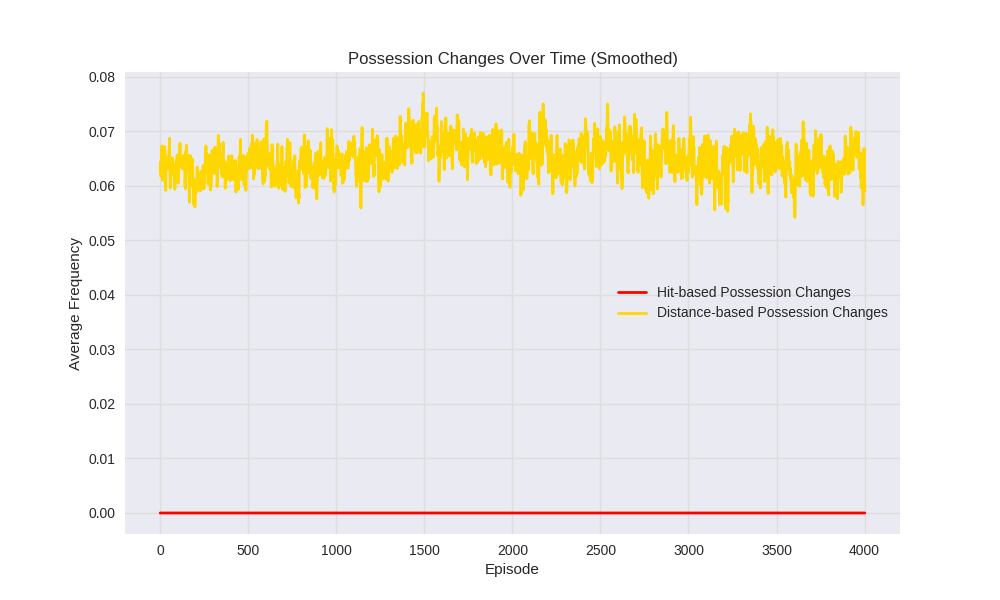 Possession Changes Over Time (Smoothed)
0.08
0.07
0.06
0.05
0.04
0.03
0.02
0.01
0.00
Average Frequency
Hit-based Possession Changes
Distance-based Possession Changes
0 500 1000 1500 2000 2500 3000 3500 4000
Episode